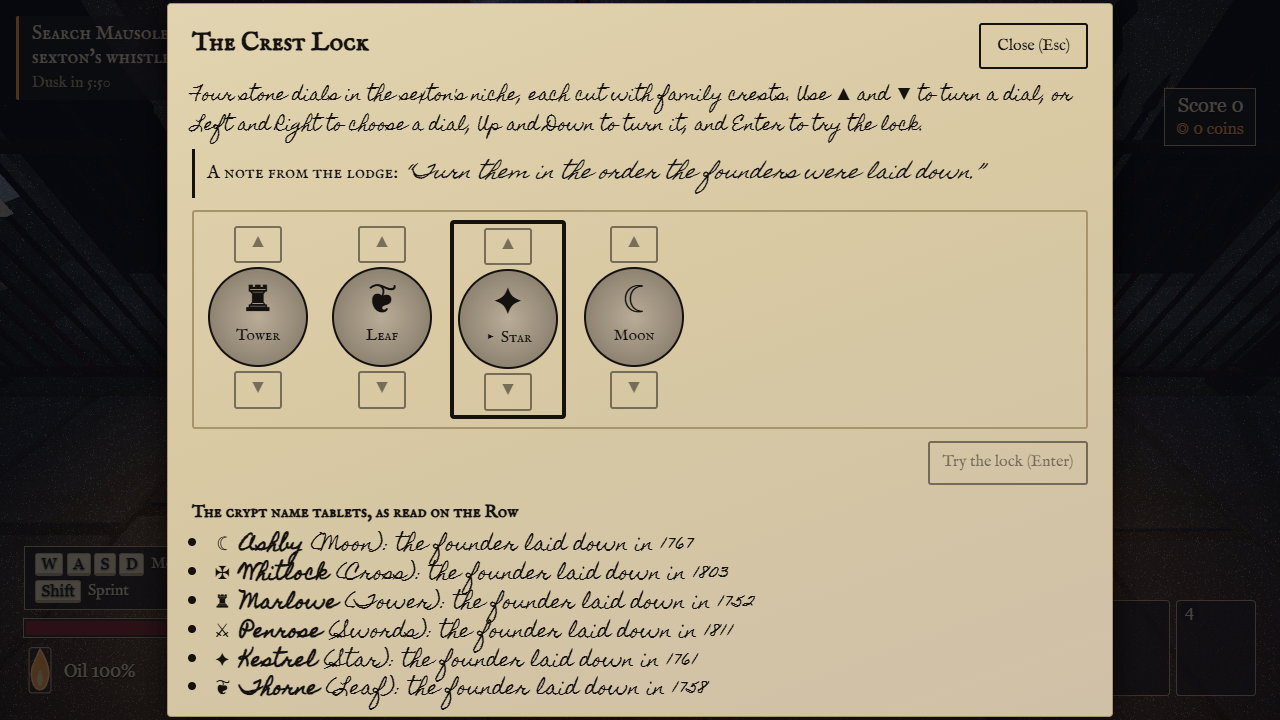 Search Mausole
sexton's whistle
Dusk in 5:50
The Crest Lock
Close (Esc)
Four stone dials in the sexton's niche, each cut with family crests. Use ▲ and ▼ to turn a dial, or
Left and Right to choose a dial, Up and Down to turn it, and Enter to try the lock.
A note from the lodge: “Turn them in the order the founders were laid down.”
Score 0
0 coins
Tower
Leaf
▸ Star
Moon
Try the lock (Enter)
The crypt name tablets, as read on the Row
• ☾ Ashby (Moon): the founder laid down in 1767
• ✠ Whitlock (Cross): the founder laid down in 1803
• ♜ Marlowe (Tower): the founder laid down in 1752
• ⚔ Penrose (Swords): the founder laid down in 1811
• ✦ Kestrel (Star): the founder laid down in 1761
• ❦ Thorne (Leaf): the founder laid down in 1758
W A S D
Shift Sprint
Oil 100%
4